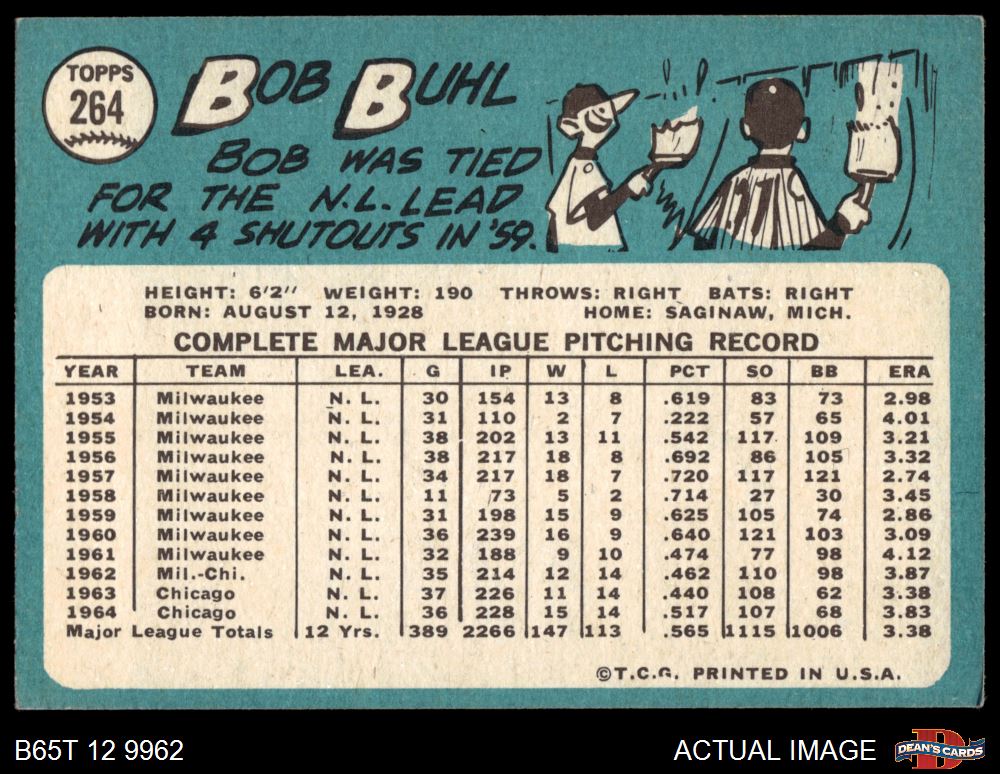 TOPPS
264
BOB BUHL
BOB WAS TIED
FOR THE N.L. LEAD
WITH 4 SHUTOUTS IN '59.
HEIGHT: 6'2" WEIGHT: 190 THROWS: RIGHT BATS: RIGHT
BORN: AUGUST 12, 1928 HOME: SAGINAW, MICH.
COMPLETE MAJOR LEAGUE PITCHING RECORD
YEAR TEAM LEA. G IP W L PCT SO BB ERA
1953 Milwaukee N. L. 30 154 13 8 .619 83 73 2.98
1954 Milwaukee N. L. 31 110 2 7 .222 57 65 4.01
1955 Milwaukee N. L. 38 202 13 11 .542 117 109 3.21
1956 Milwaukee N. L. 38 217 18 8 .692 86 105 3.32
1957 Milwaukee N. L. 34 217 18 7 .720 117 121 2.74
1958 Milwaukee N. L. 11 73 5 2 .714 27 30 3.45
1959 Milwaukee N. L. 31 198 15 9 .625 105 74 2.86
1960 Milwaukee N. L. 36 239 16 9 .640 121 103 3.09
1961 Milwaukee N. L. 32 188 9 10 .474 77 98 4.12
1962 Mil.-Chi. N. L. 35 214 12 14 .462 110 98 3.87
1963 Chicago N. L. 37 226 11 14 .440 108 62 3.38
1964 Chicago N. L. 36 228 15 14 .517 107 68 3.83
Major League Totals 12 Yrs. 389 2266 147 113 .565 1115 1006 3.38
©T.C.G. PRINTED IN U.S.A.
B65T 12 9962 ACTUAL IMAGE
DEAN'S CARDS